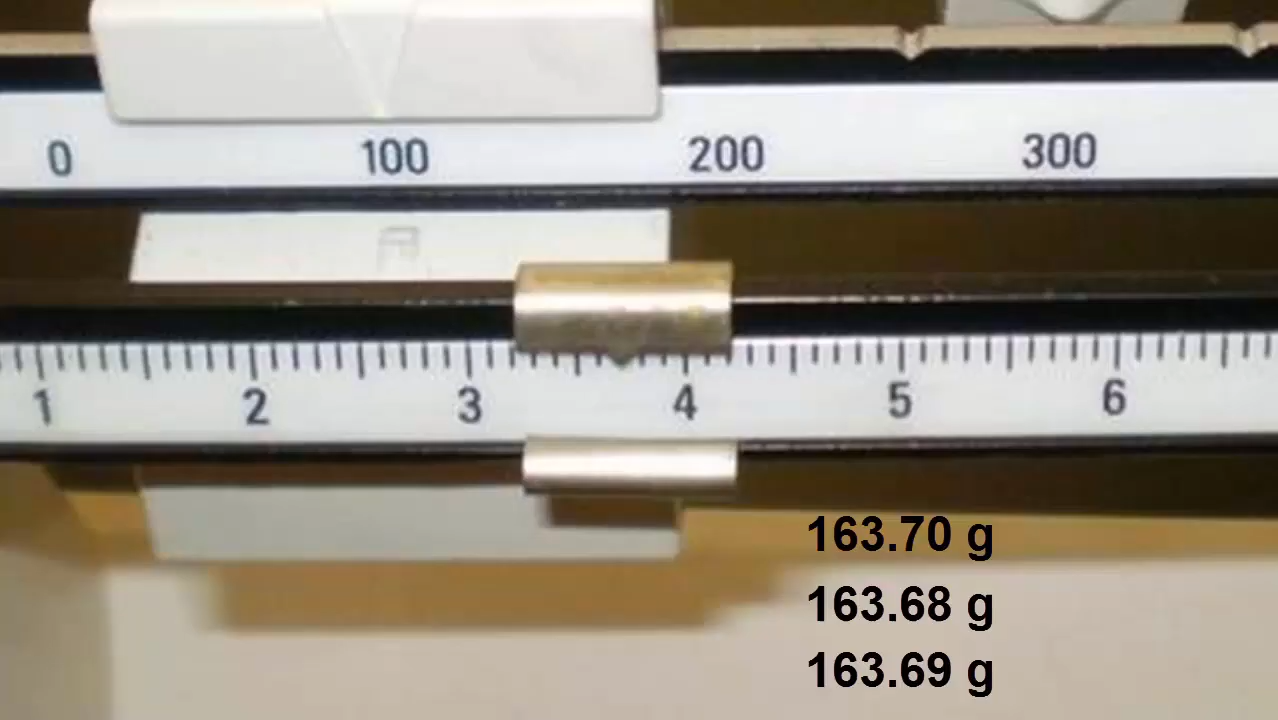 0 100 200 300
1 2 3 4 5 6
163.70 g
163.68 g
163.69 g